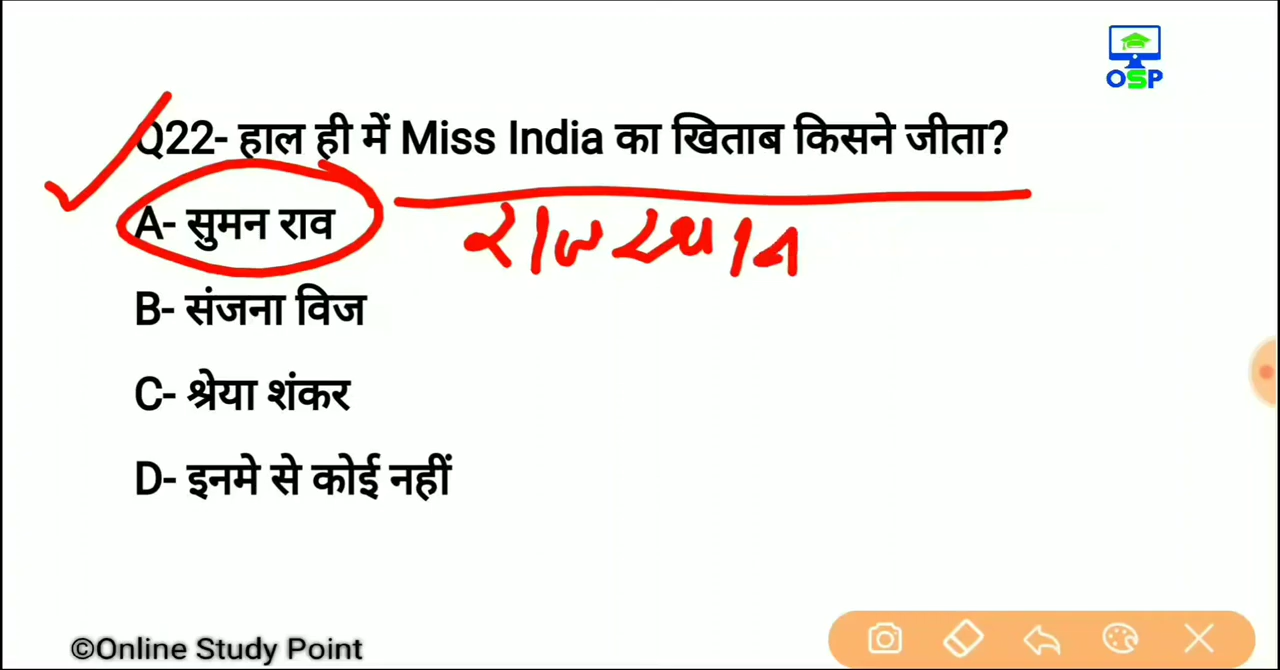 OSP
Q22- हाल ही में Miss India का खिताब किसने जीता?
A- सुमन राव
राजस्थान
B- संजना विज
C- श्रेया शंकर
D- इनमे से कोई नहीं
©Online Study Point